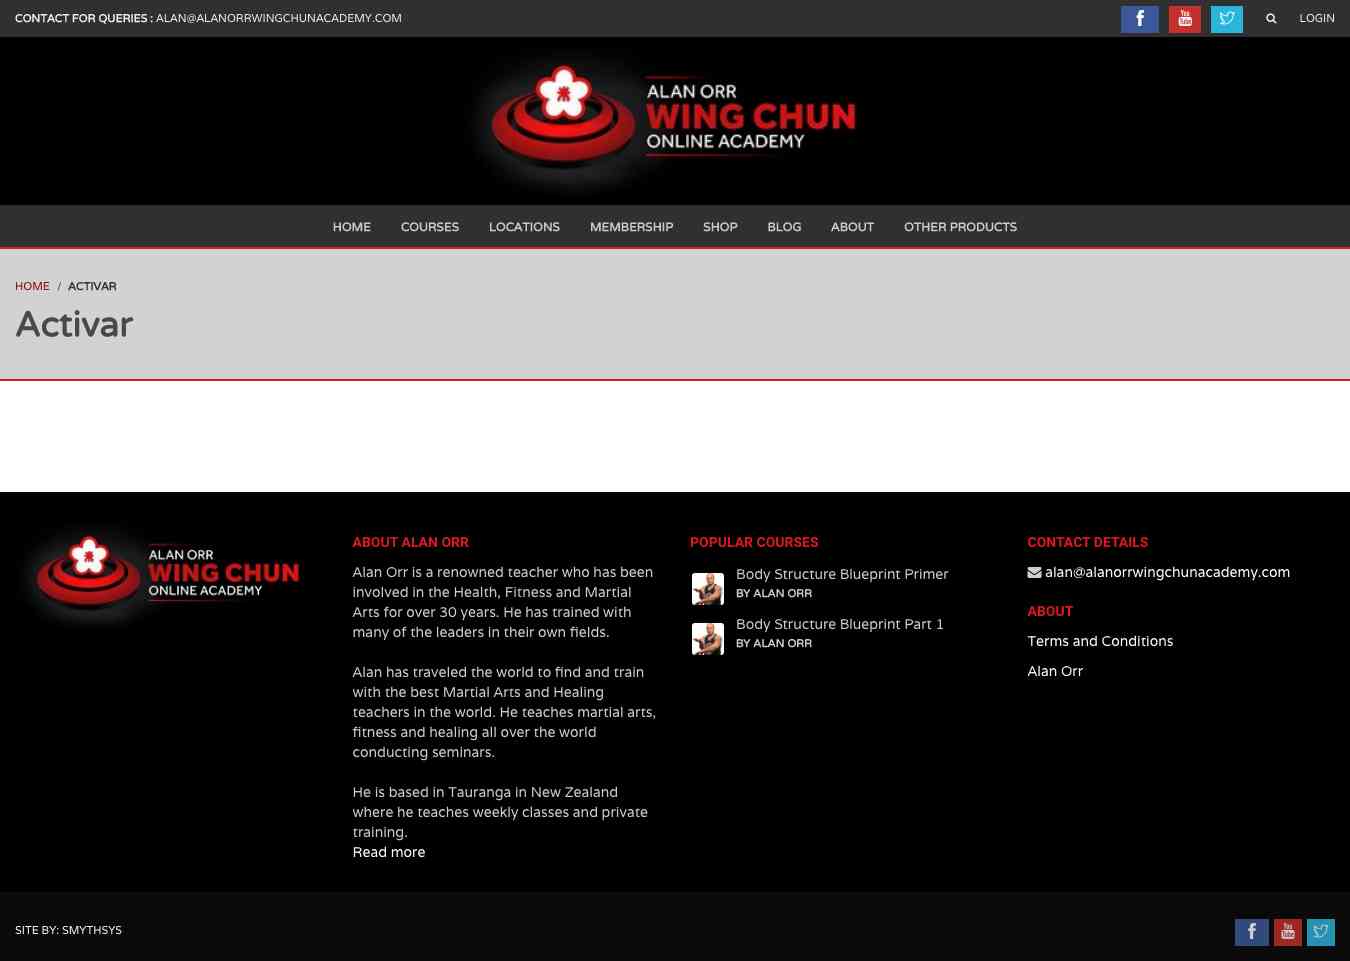 CONTACT FOR QUERIES : ALAN@ALANORRWINGCHUNACADEMY.COM
LOGIN
ALAN ORR
WING CHUN
ONLINE ACADEMY
HOME COURSES LOCATIONS MEMBERSHIP SHOP BLOG ABOUT OTHER PRODUCTS
HOME / ACTIVAR
Activar
ALAN ORR
WING CHUN
ONLINE ACADEMY
ABOUT ALAN ORR
Alan Orr is a renowned teacher who has been
involved in the Health, Fitness and Martial
Arts for over 30 years. He has trained with
many of the leaders in their own fields.
Alan has traveled the world to find and train
with the best Martial Arts and Healing
teachers in the world. He teaches martial arts,
fitness and healing all over the world
conducting seminars.
He is based in Tauranga in New Zealand
where he teaches weekly classes and private
training.
Read more
POPULAR COURSES
Body Structure Blueprint Primer
BY ALAN ORR
Body Structure Blueprint Part 1
BY ALAN ORR
CONTACT DETAILS
alan@alanorrwingchunacademy.com
ABOUT
Terms and Conditions
Alan Orr
SITE BY: SMYTHSYS